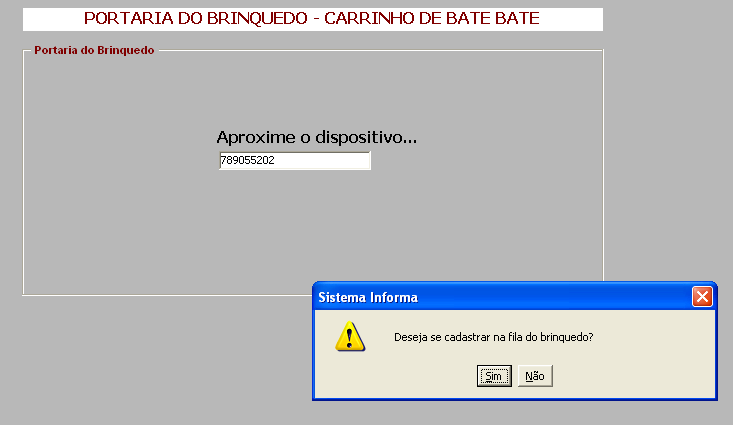 PORTARIA DO BRINQUEDO - CARRINHO DE BATE BATE
Portaria do Brinquedo
Aproxime o dispositivo...
789055202
Sistema Informa
Deseja se cadastrar na fila do brinquedo?
Sim Não